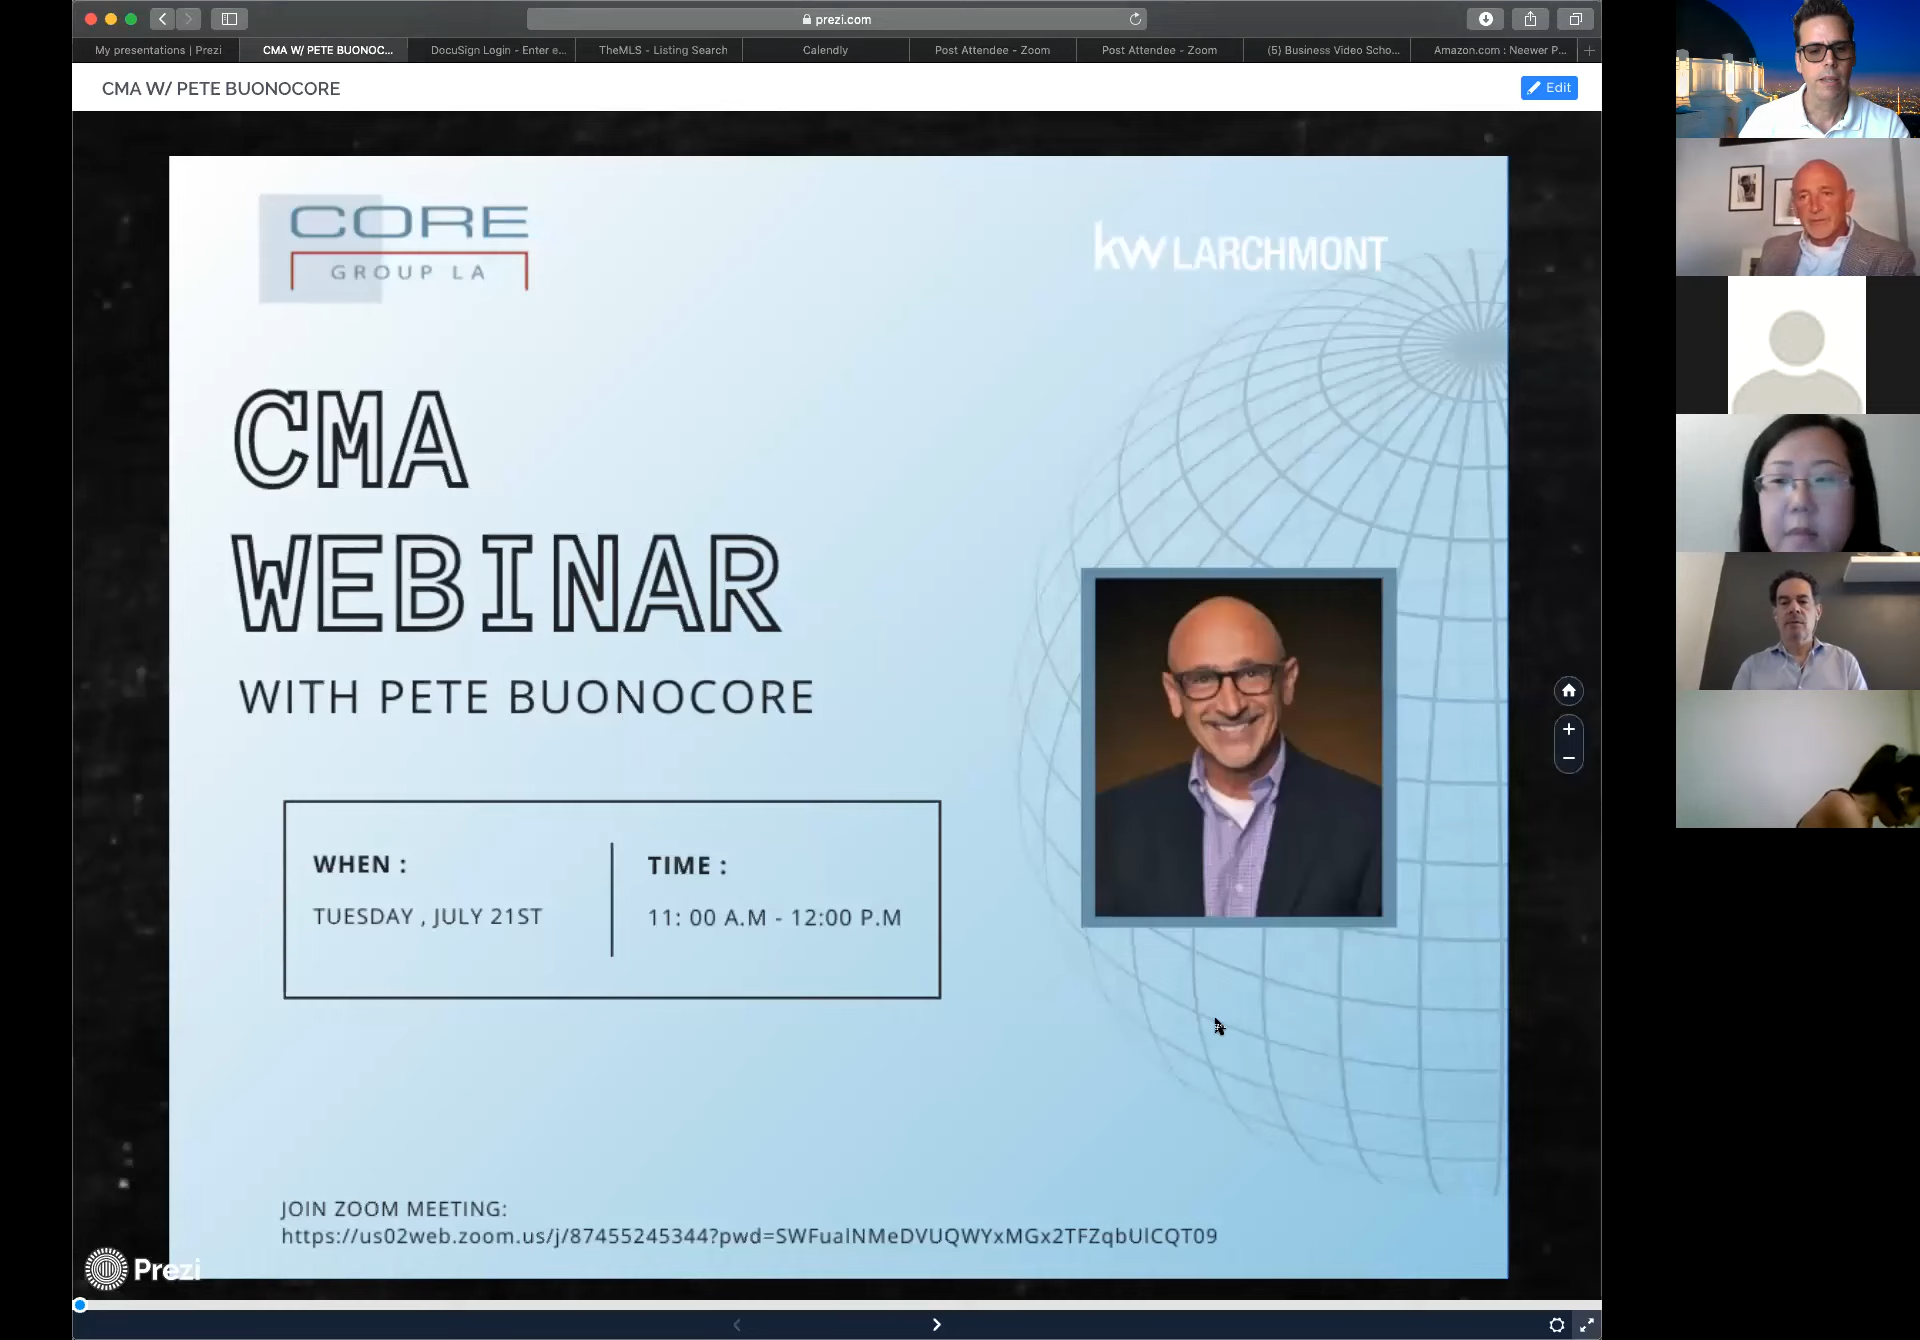 prezi.com
My presentations | Prezi
CMA W/ PETE BUONOC...
DocuSign Login - Enter e...
TheMLS - Listing Search
Calendly
Post Attendee - Zoom
Post Attendee - Zoom
(5) Business Video Scho...
Amazon.com : Neewer P...
CMA W/ PETE BUONOCORE
Edit
CORE
GROUP LA
kw LARCHMONT
CMA
WEBINAR
WITH PETE BUONOCORE
WHEN :
TUESDAY , JULY 21ST
TIME :
11: 00 A.M - 12:00 P.M
JOIN ZOOM MEETING:
https://us02web.zoom.us/j/87455245344?pwd=SWFualNMeDVUQWYxMGx2TFZqbUlCQT09
Prezi